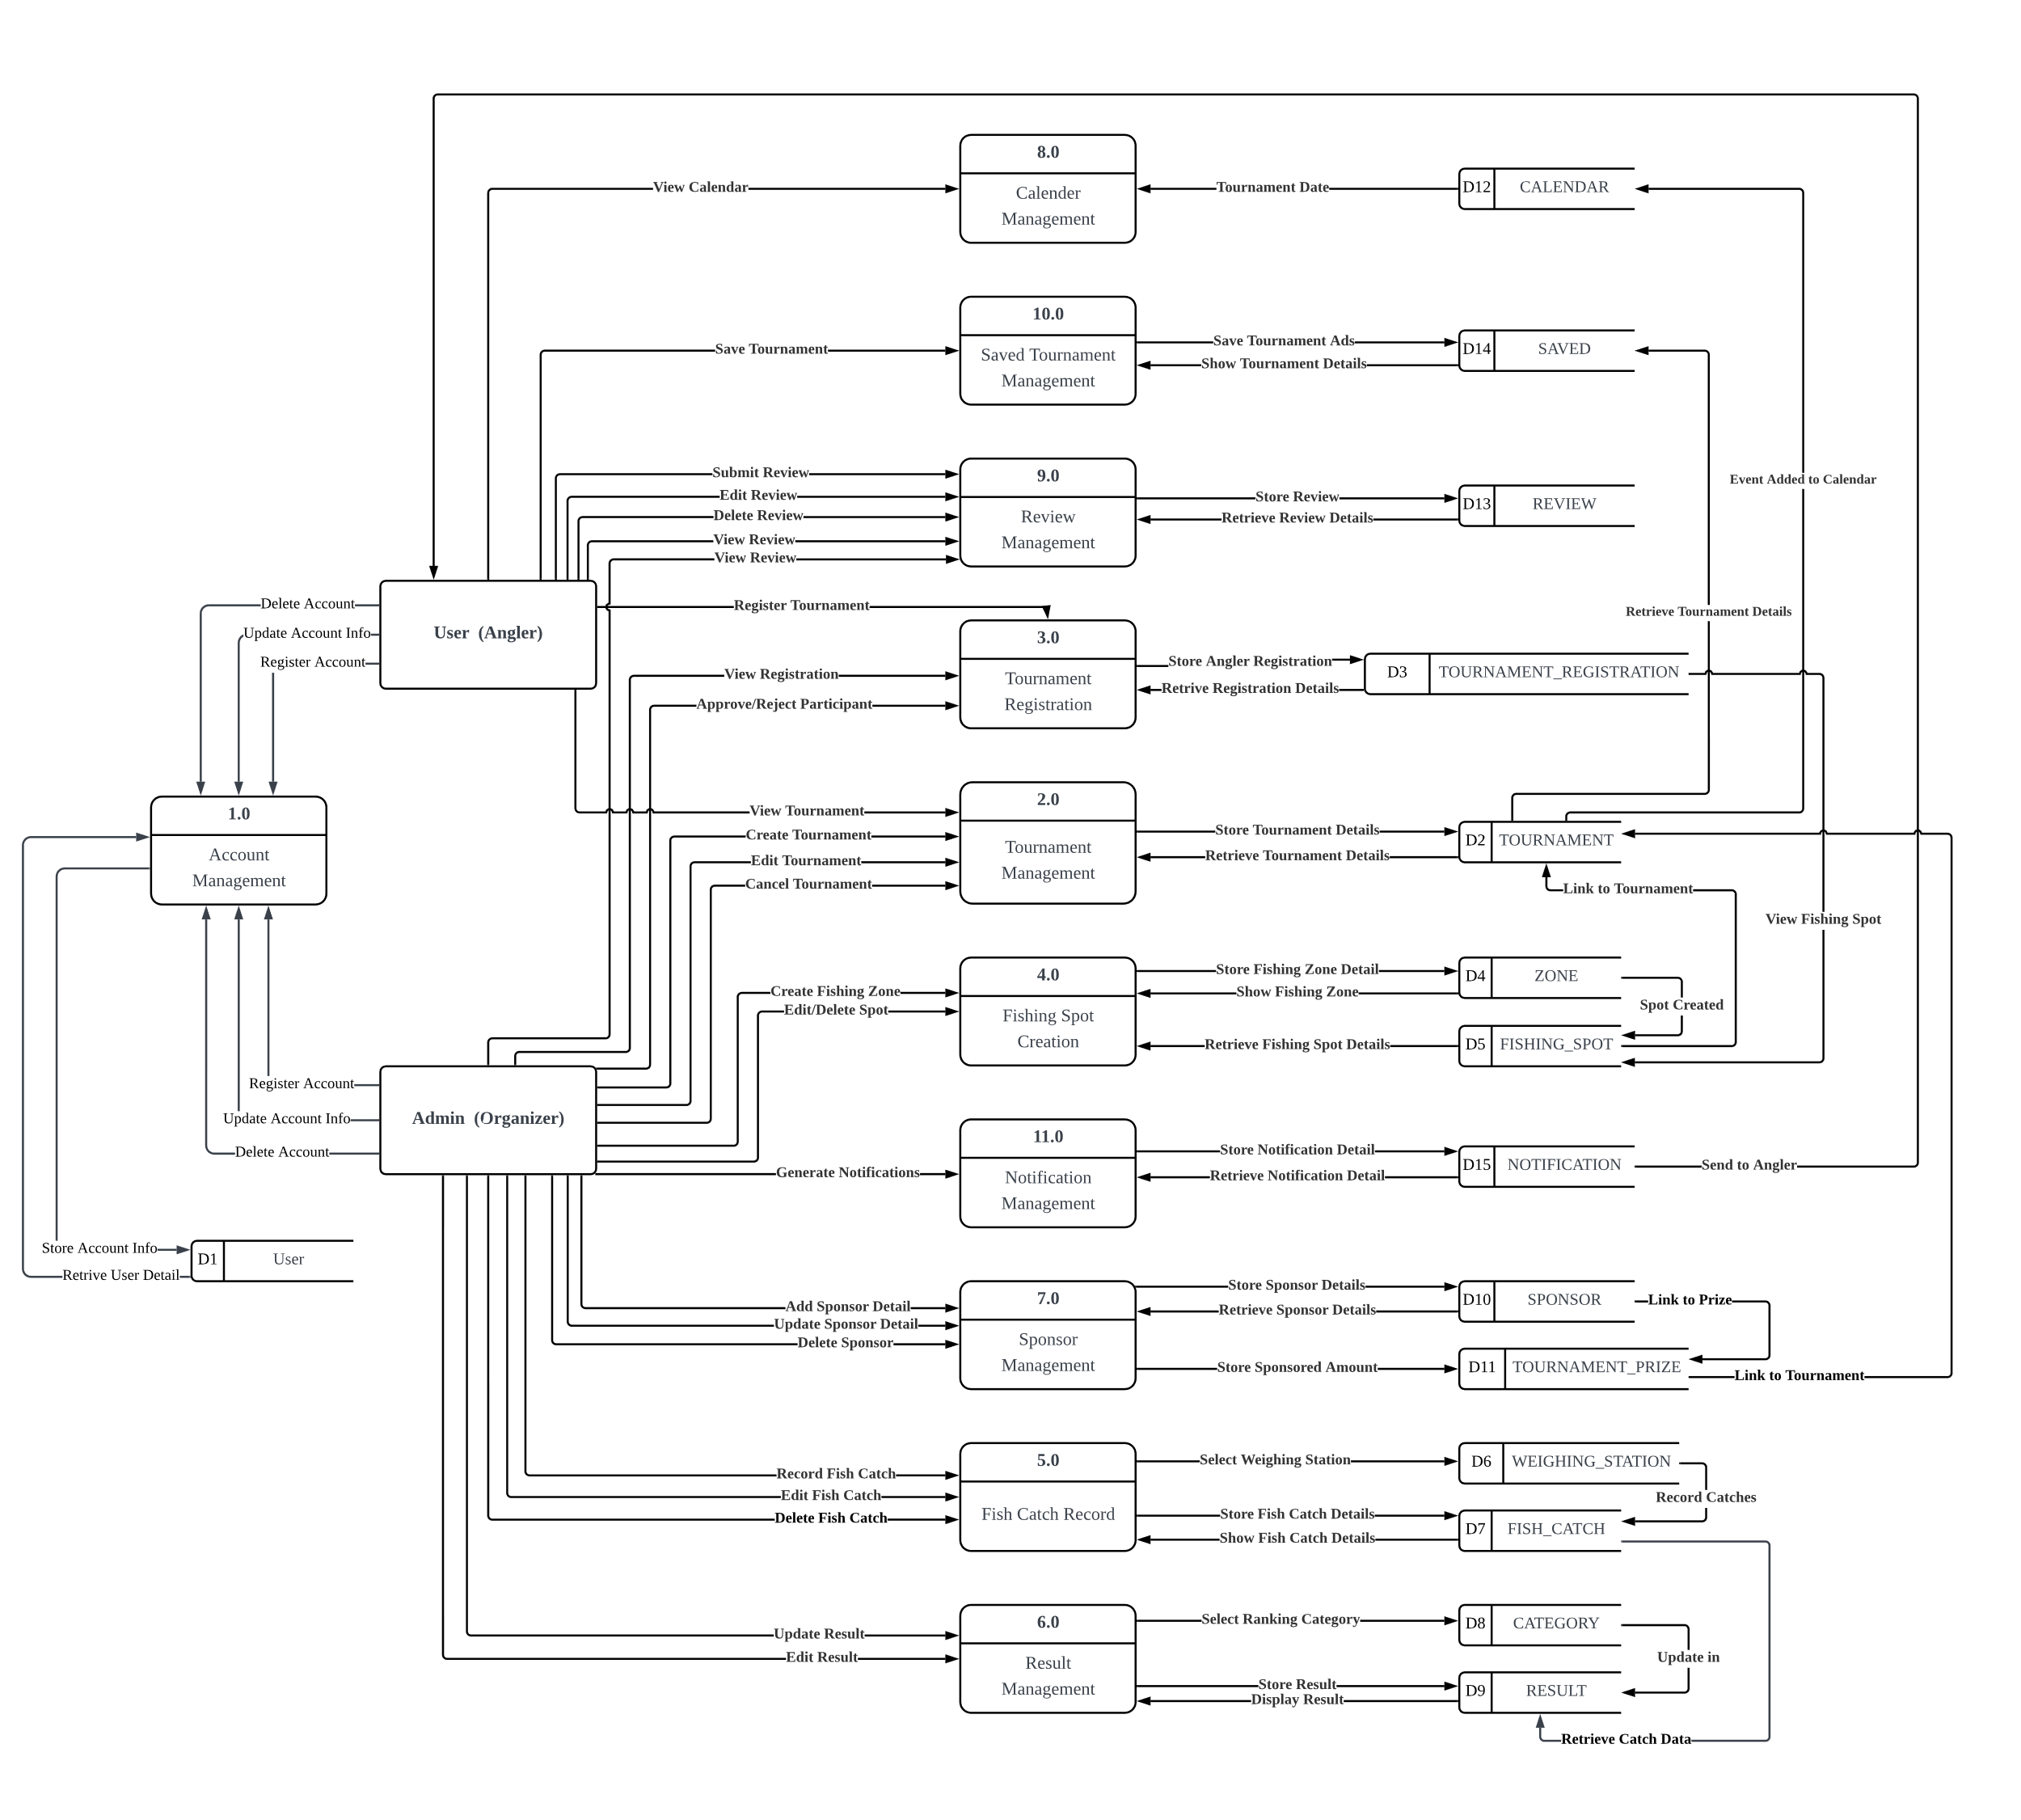 8.0
View Calendar
Calender
Management
Tournament Date
D12
CALENDAR
10.0
Save Tournament
Saved Tournament
Management
Save Tournament Ads
Show Tournament Details
D14
SAVED
Submit Review
Edit Review
Delete Review
View Review
View Review
9.0
Review
Management
Store Review
Retrieve Review Details
D13
REVIEW
Event Added to Calendar
Delete Account
Update Account Info
Register Account
User (Angler)
Register Tournament
View Registration
Approve/Reject Participant
3.0
Tournament
Registration
Store Angler Registration
Retrive Registration Details
D3
TOURNAMENT_REGISTRATION
Retrieve Tournament Details
1.0
Account
Management
View Tournament
Create Tournament
Edit Tournament
Cancel Tournament
2.0
Tournament
Management
Store Tournament Details
Retrieve Tournament Details
D2
TOURNAMENT
Link to Tournament
View Fishing Spot
Create Fishing Zone
Edit/Delete Spot
4.0
Fishing Spot
Creation
Store Fishing Zone Detail
Show Fishing Zone
Retrieve Fishing Spot Details
D4
ZONE
Spot Created
D5
FISHING_SPOT
Register Account
Update Account Info
Delete Account
Admin (Organizer)
Generate Notifications
11.0
Notification
Management
Store Notification Detail
Retrieve Notification Detail
D15
NOTIFICATION
Send to Angler
Store Account Info
Retrive User Detail
D1
User
Add Sponsor Detail
Update Sponsor Detail
Delete Sponsor
7.0
Sponsor
Management
Store Sponsor Details
Retrieve Sponsor Details
Store Sponsored Amount
D10
SPONSOR
Link to Prize
D11
TOURNAMENT_PRIZE
Link to Tournament
Record Fish Catch
Edit Fish Catch
Delete Fish Catch
5.0
Fish Catch Record
Select Weighing Station
Store Fish Catch Details
Show Fish Catch Details
D6
WEIGHING_STATION
Record Catches
D7
FISH_CATCH
Update Result
Edit Result
6.0
Result
Management
Select Ranking Category
Store Result
Display Result
D8
CATEGORY
Update in
D9
RESULT
Retrieve Catch Data